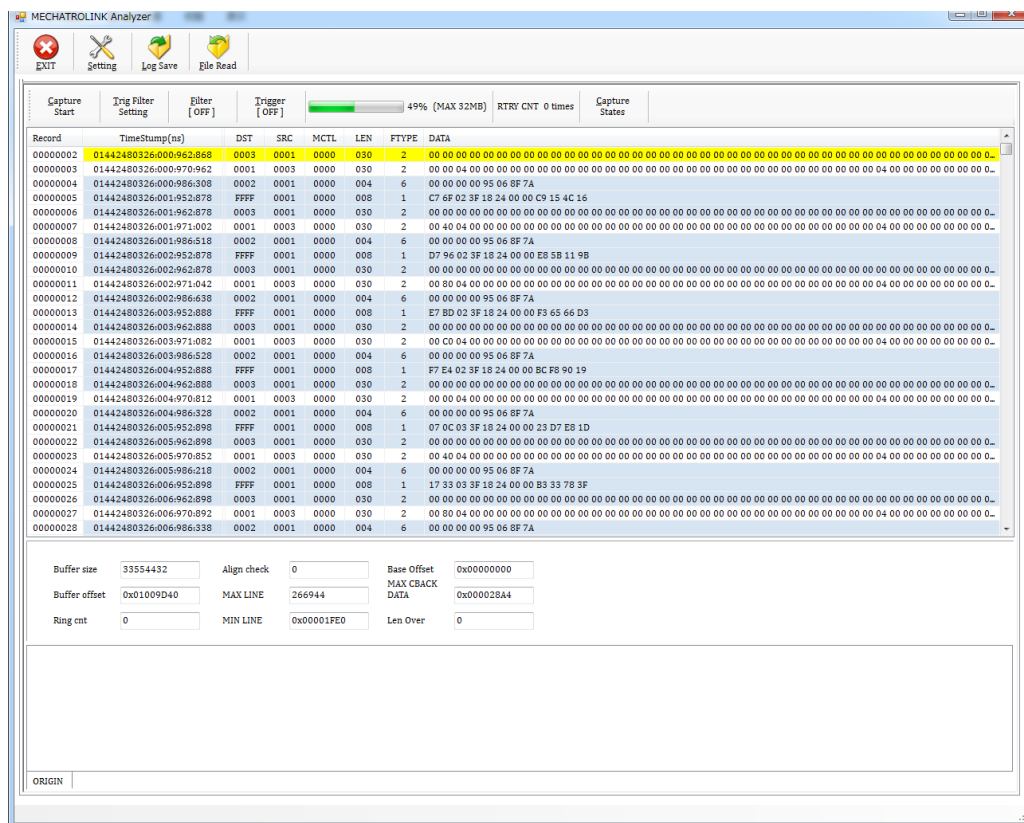 MECHATROLINK Analyzer
EXIT Setting Log Save File Read
Capture Start Trig Filter Setting Filter [ OFF ] Trigger [ OFF ] 49% (MAX 32MB) RTRY CNT 0 times Capture States
Record TimeStump(ns) DST SRC MCTL LEN FTYPE DATA
00000002 01442480326:000:962:868 0003 0001 0000 030 2 00 00 00 00 00 00 00 00 00 00 00 00 00 00 00 00 00 00 00 00 00 00 00 00 00 00 00 00 00 00 00 00 00 00 00 00 00 00 00 00 00 0...
00000003 01442480326:000:970:962 0001 0003 0000 030 2 00 00 04 00 00 00 00 00 00 00 00 00 00 00 00 00 00 00 00 00 00 00 00 00 00 00 00 00 00 00 00 00 00 04 00 00 00 00 00 00 00 0...
00000004 01442480326:000:986:308 0002 0001 0000 004 6 00 00 00 00 95 06 8F 7A
00000005 01442480326:001:952:878 FFFF 0001 0000 008 1 C7 6F 02 3F 18 24 00 00 C9 15 4C 16
00000006 01442480326:001:962:878 0003 0001 0000 030 2 00 00 00 00 00 00 00 00 00 00 00 00 00 00 00 00 00 00 00 00 00 00 00 00 00 00 00 00 00 00 00 00 00 00 00 00 00 00 00 00 00 0...
00000007 01442480326:001:971:002 0001 0003 0000 030 2 00 40 04 00 00 00 00 00 00 00 00 00 00 00 00 00 00 00 00 00 00 00 00 00 00 00 00 00 00 00 00 00 00 04 00 00 00 00 00 00 00 0...
00000008 01442480326:001:986:518 0002 0001 0000 004 6 00 00 00 00 95 06 8F 7A
00000009 01442480326:002:952:878 FFFF 0001 0000 008 1 D7 96 02 3F 18 24 00 00 E8 5B 11 9B
00000010 01442480326:002:962:878 0003 0001 0000 030 2 00 00 00 00 00 00 00 00 00 00 00 00 00 00 00 00 00 00 00 00 00 00 00 00 00 00 00 00 00 00 00 00 00 00 00 00 00 00 00 00 00 0...
00000011 01442480326:002:971:042 0001 0003 0000 030 2 00 80 04 00 00 00 00 00 00 00 00 00 00 00 00 00 00 00 00 00 00 00 00 00 00 00 00 00 00 00 00 00 00 04 00 00 00 00 00 00 00 0...
00000012 01442480326:002:986:638 0002 0001 0000 004 6 00 00 00 00 95 06 8F 7A
00000013 01442480326:003:952:888 FFFF 0001 0000 008 1 E7 BD 02 3F 18 24 00 00 F3 65 66 D3
00000014 01442480326:003:962:888 0003 0001 0000 030 2 00 00 00 00 00 00 00 00 00 00 00 00 00 00 00 00 00 00 00 00 00 00 00 00 00 00 00 00 00 00 00 00 00 00 00 00 00 00 00 00 00 0...
00000015 01442480326:003:971:082 0001 0003 0000 030 2 00 C0 04 00 00 00 00 00 00 00 00 00 00 00 00 00 00 00 00 00 00 00 00 00 00 00 00 00 00 00 00 00 00 04 00 00 00 00 00 00 00 0...
00000016 01442480326:003:986:528 0002 0001 0000 004 6 00 00 00 00 95 06 8F 7A
00000017 01442480326:004:952:888 FFFF 0001 0000 008 1 F7 E4 02 3F 18 24 00 00 BC F8 90 19
00000018 01442480326:004:962:888 0003 0001 0000 030 2 00 00 00 00 00 00 00 00 00 00 00 00 00 00 00 00 00 00 00 00 00 00 00 00 00 00 00 00 00 00 00 00 00 00 00 00 00 00 00 00 00 0...
00000019 01442480326:004:970:812 0001 0003 0000 030 2 00 00 04 00 00 00 00 00 00 00 00 00 00 00 00 00 00 00 00 00 00 00 00 00 00 00 00 00 00 00 00 00 00 04 00 00 00 00 00 00 00 0...
00000020 01442480326:004:986:328 0002 0001 0000 004 6 00 00 00 00 95 06 8F 7A
00000021 01442480326:005:952:898 FFFF 0001 0000 008 1 07 0C 03 3F 18 24 00 00 23 D7 E8 1D
00000022 01442480326:005:962:898 0003 0001 0000 030 2 00 00 00 00 00 00 00 00 00 00 00 00 00 00 00 00 00 00 00 00 00 00 00 00 00 00 00 00 00 00 00 00 00 00 00 00 00 00 00 00 00 0...
00000023 01442480326:005:970:852 0001 0003 0000 030 2 00 40 04 00 00 00 00 00 00 00 00 00 00 00 00 00 00 00 00 00 00 00 00 00 00 00 00 00 00 00 00 00 00 04 00 00 00 00 00 00 00 0...
00000024 01442480326:005:986:218 0002 0001 0000 004 6 00 00 00 00 95 06 8F 7A
00000025 01442480326:006:952:898 FFFF 0001 0000 008 1 17 33 03 3F 18 24 00 00 B3 33 78 3F
00000026 01442480326:006:962:898 0003 0001 0000 030 2 00 00 00 00 00 00 00 00 00 00 00 00 00 00 00 00 00 00 00 00 00 00 00 00 00 00 00 00 00 00 00 00 00 00 00 00 00 00 00 00 00 0...
00000027 01442480326:006:970:892 0001 0003 0000 030 2 00 80 04 00 00 00 00 00 00 00 00 00 00 00 00 00 00 00 00 00 00 00 00 00 00 00 00 00 00 00 00 00 00 04 00 00 00 00 00 00 00 0...
00000028 01442480326:006:986:338 0002 0001 0000 004 6 00 00 00 00 95 06 8F 7A
Buffer size 33554432 Align check 0 Base Offset 0x00000000
Buffer offset 0x01009D40 MAX LINE 266944 MAX CBACK DATA 0x000028A4
Ring cnt 0 MIN LINE 0x00001FE0 Len Over 0
ORIGIN